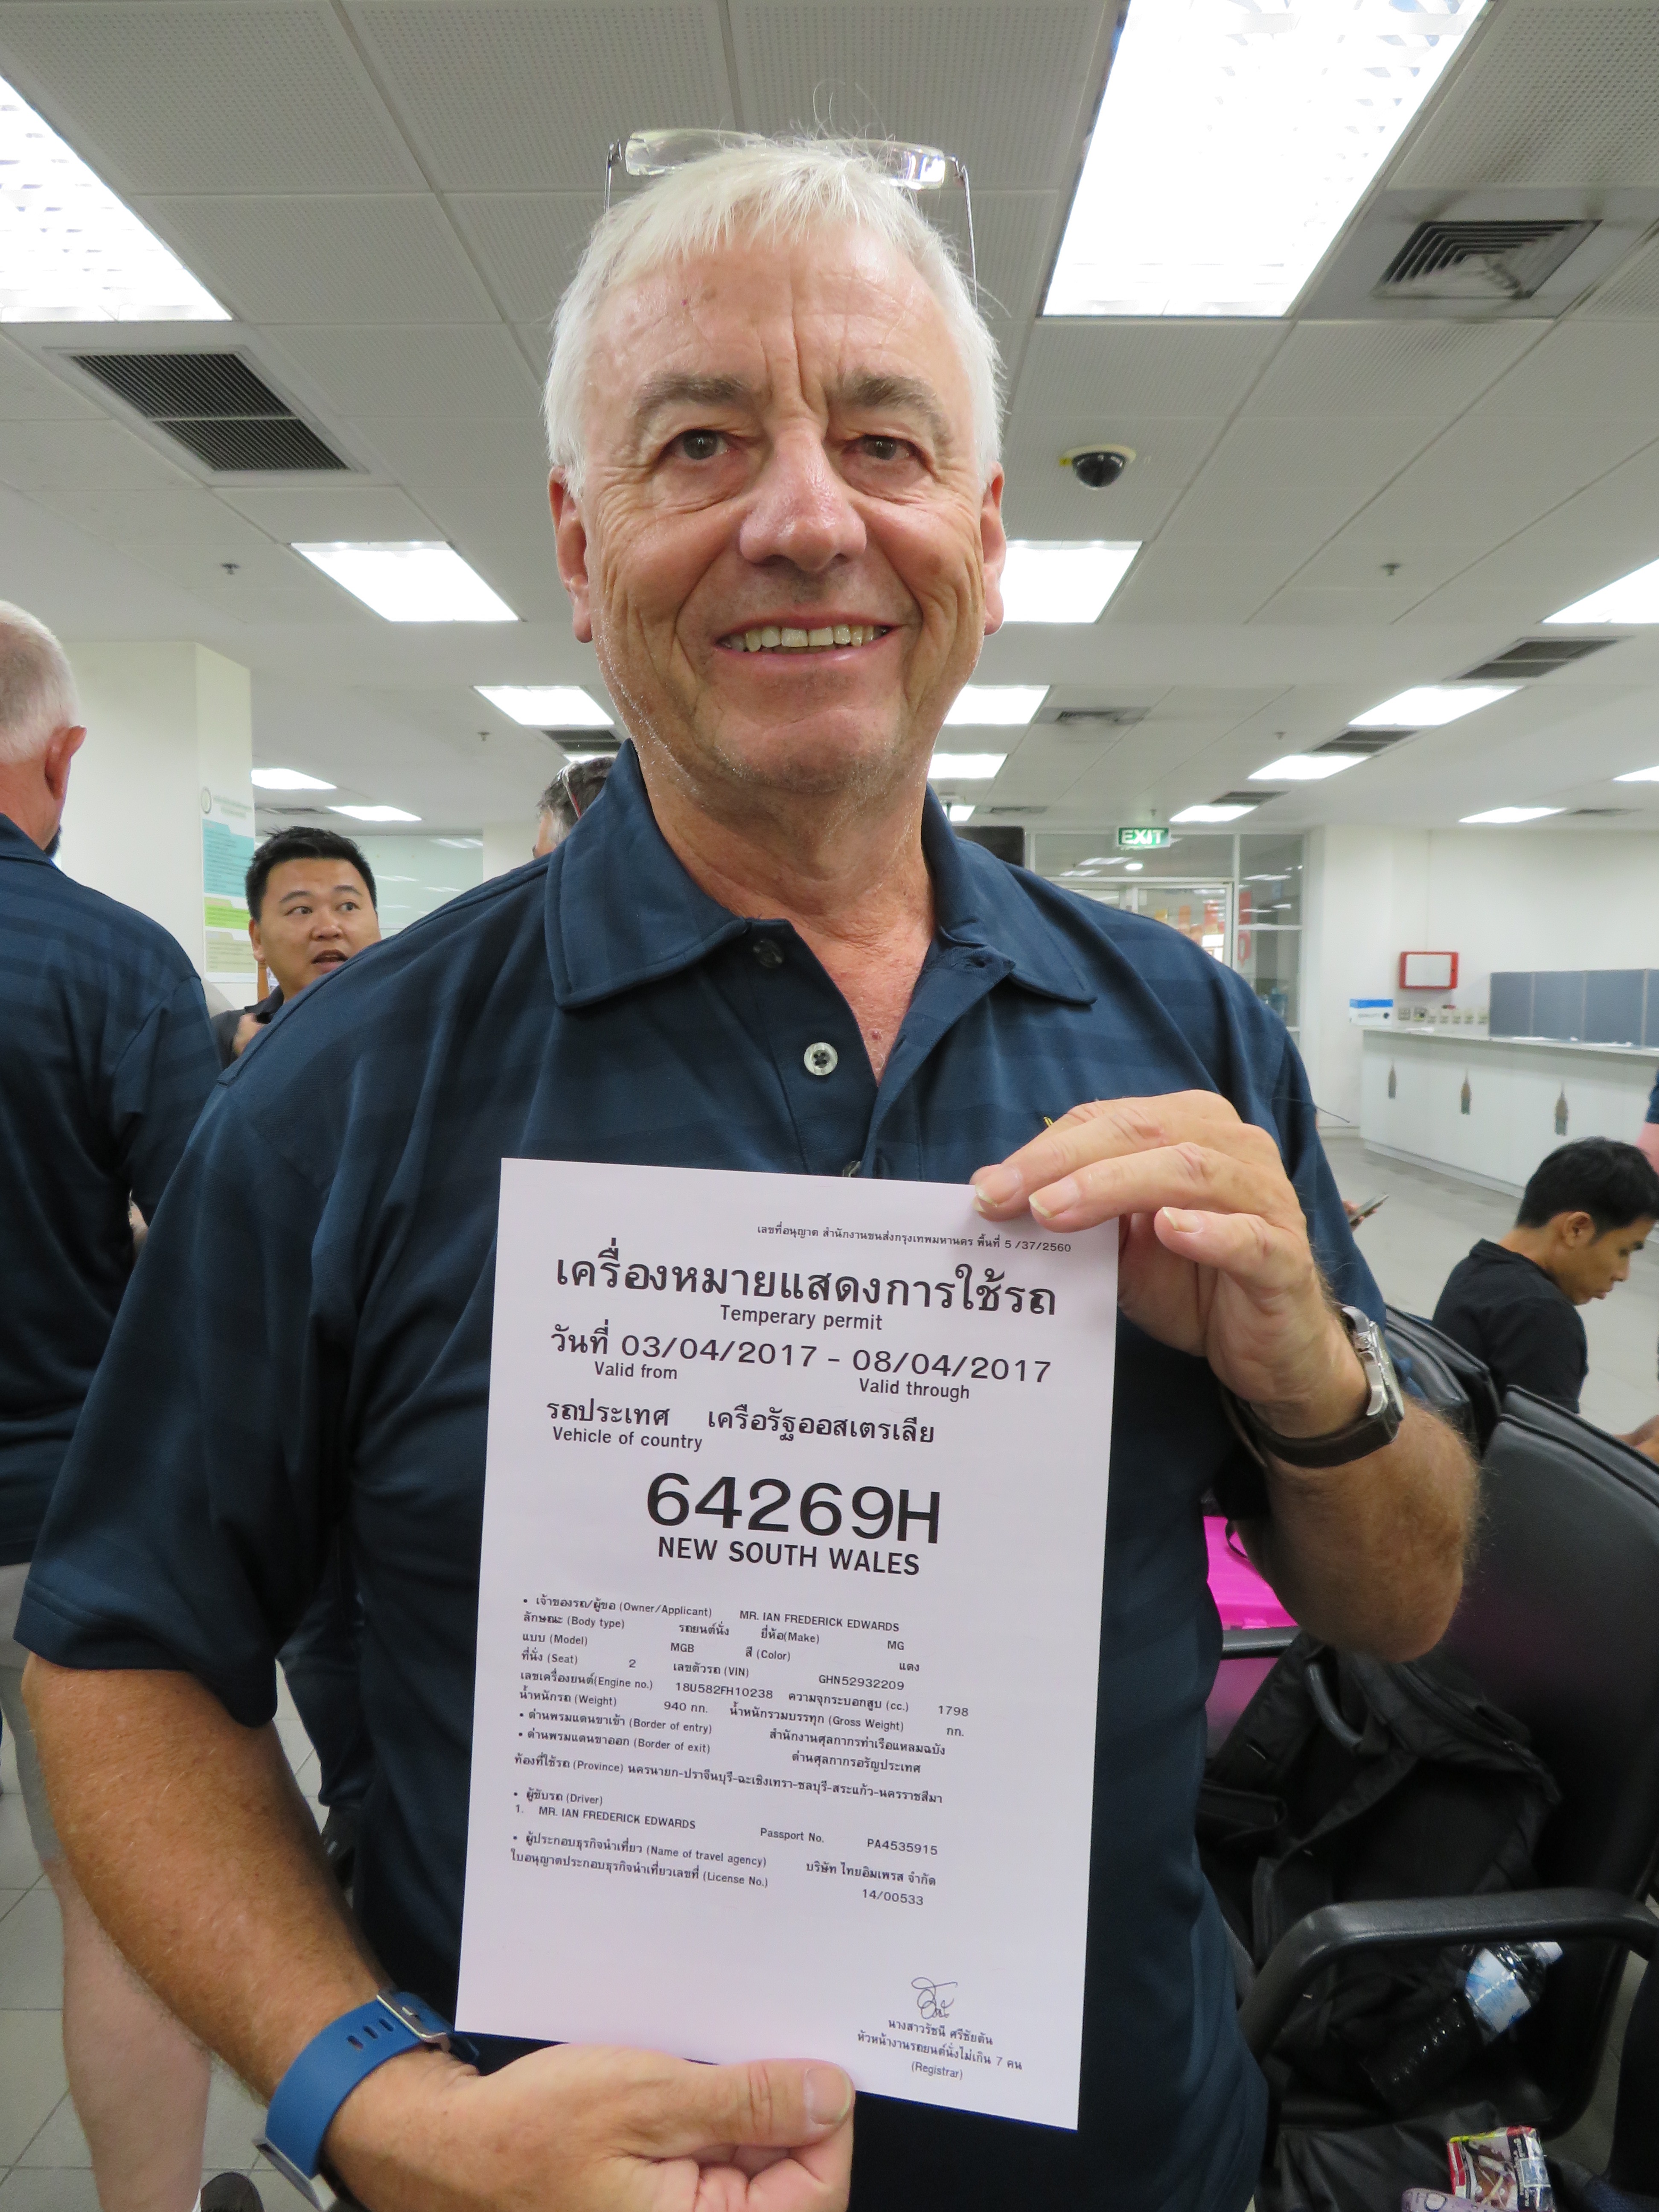 EXIT
เลขที่อนุญาต สำนักงานขนส่งกรุงเทพมหานคร พื้นที่ 5 /37/2560
เครื่องหมายแสดงการใช้รถ
Temperary permit
วันที่ 03/04/2017 - 08/04/2017
Valid from Valid through
รถประเทศ เครือรัฐออสเตรเลีย
Vehicle of country
64269H
NEW SOUTH WALES
• เจ้าของรถ/ผู้ขอ (Owner/Applicant) MR. IAN FREDERICK EDWARDS
ลักษณะ (Body type) รถยนต์นั่ง ยี่ห้อ(Make) MG
แบบ (Model) MGB สี (Color) แดง
ที่นั่ง (Seat) 2 เลขตัวรถ (VIN) GHN52932209
เลขเครื่องยนต์(Engine no.) 18U582FH10238 ความจุกระบอกสูบ (cc.) 1798
น้ำหนักรถ (Weight) 940 กก. น้ำหนักรวมบรรทุก (Gross Weight) กก.
• ด่านพรมแดนขาเข้า (Border of entry) สำนักงานศุลกากรท่าเรือแหลมฉบัง
• ด่านพรมแดนขาออก (Border of exit) ด่านศุลกากรอรัญประเทศ
ท้องที่ใช้รถ (Province) นครนายก-ปราจีนบุรี-ฉะเชิงเทรา-ชลบุรี-สระแก้ว-นครราชสีมา
• ผู้ขับรถ (Driver)
1. MR. IAN FREDERICK EDWARDS Passport No. PA4535915
• ผู้ประกอบธุรกิจนำเที่ยว (Name of travel agency) บริษัท ไทยอิมเพรส จำกัด
ใบอนุญาตประกอบธุรกิจนำเที่ยวเลขที่ (License No.) 14/00533
นางสาวรัชนี ศรีชัยตัน
หัวหน้างานรถยนต์นั่งไม่เกิน 7 คน
(Registrar)